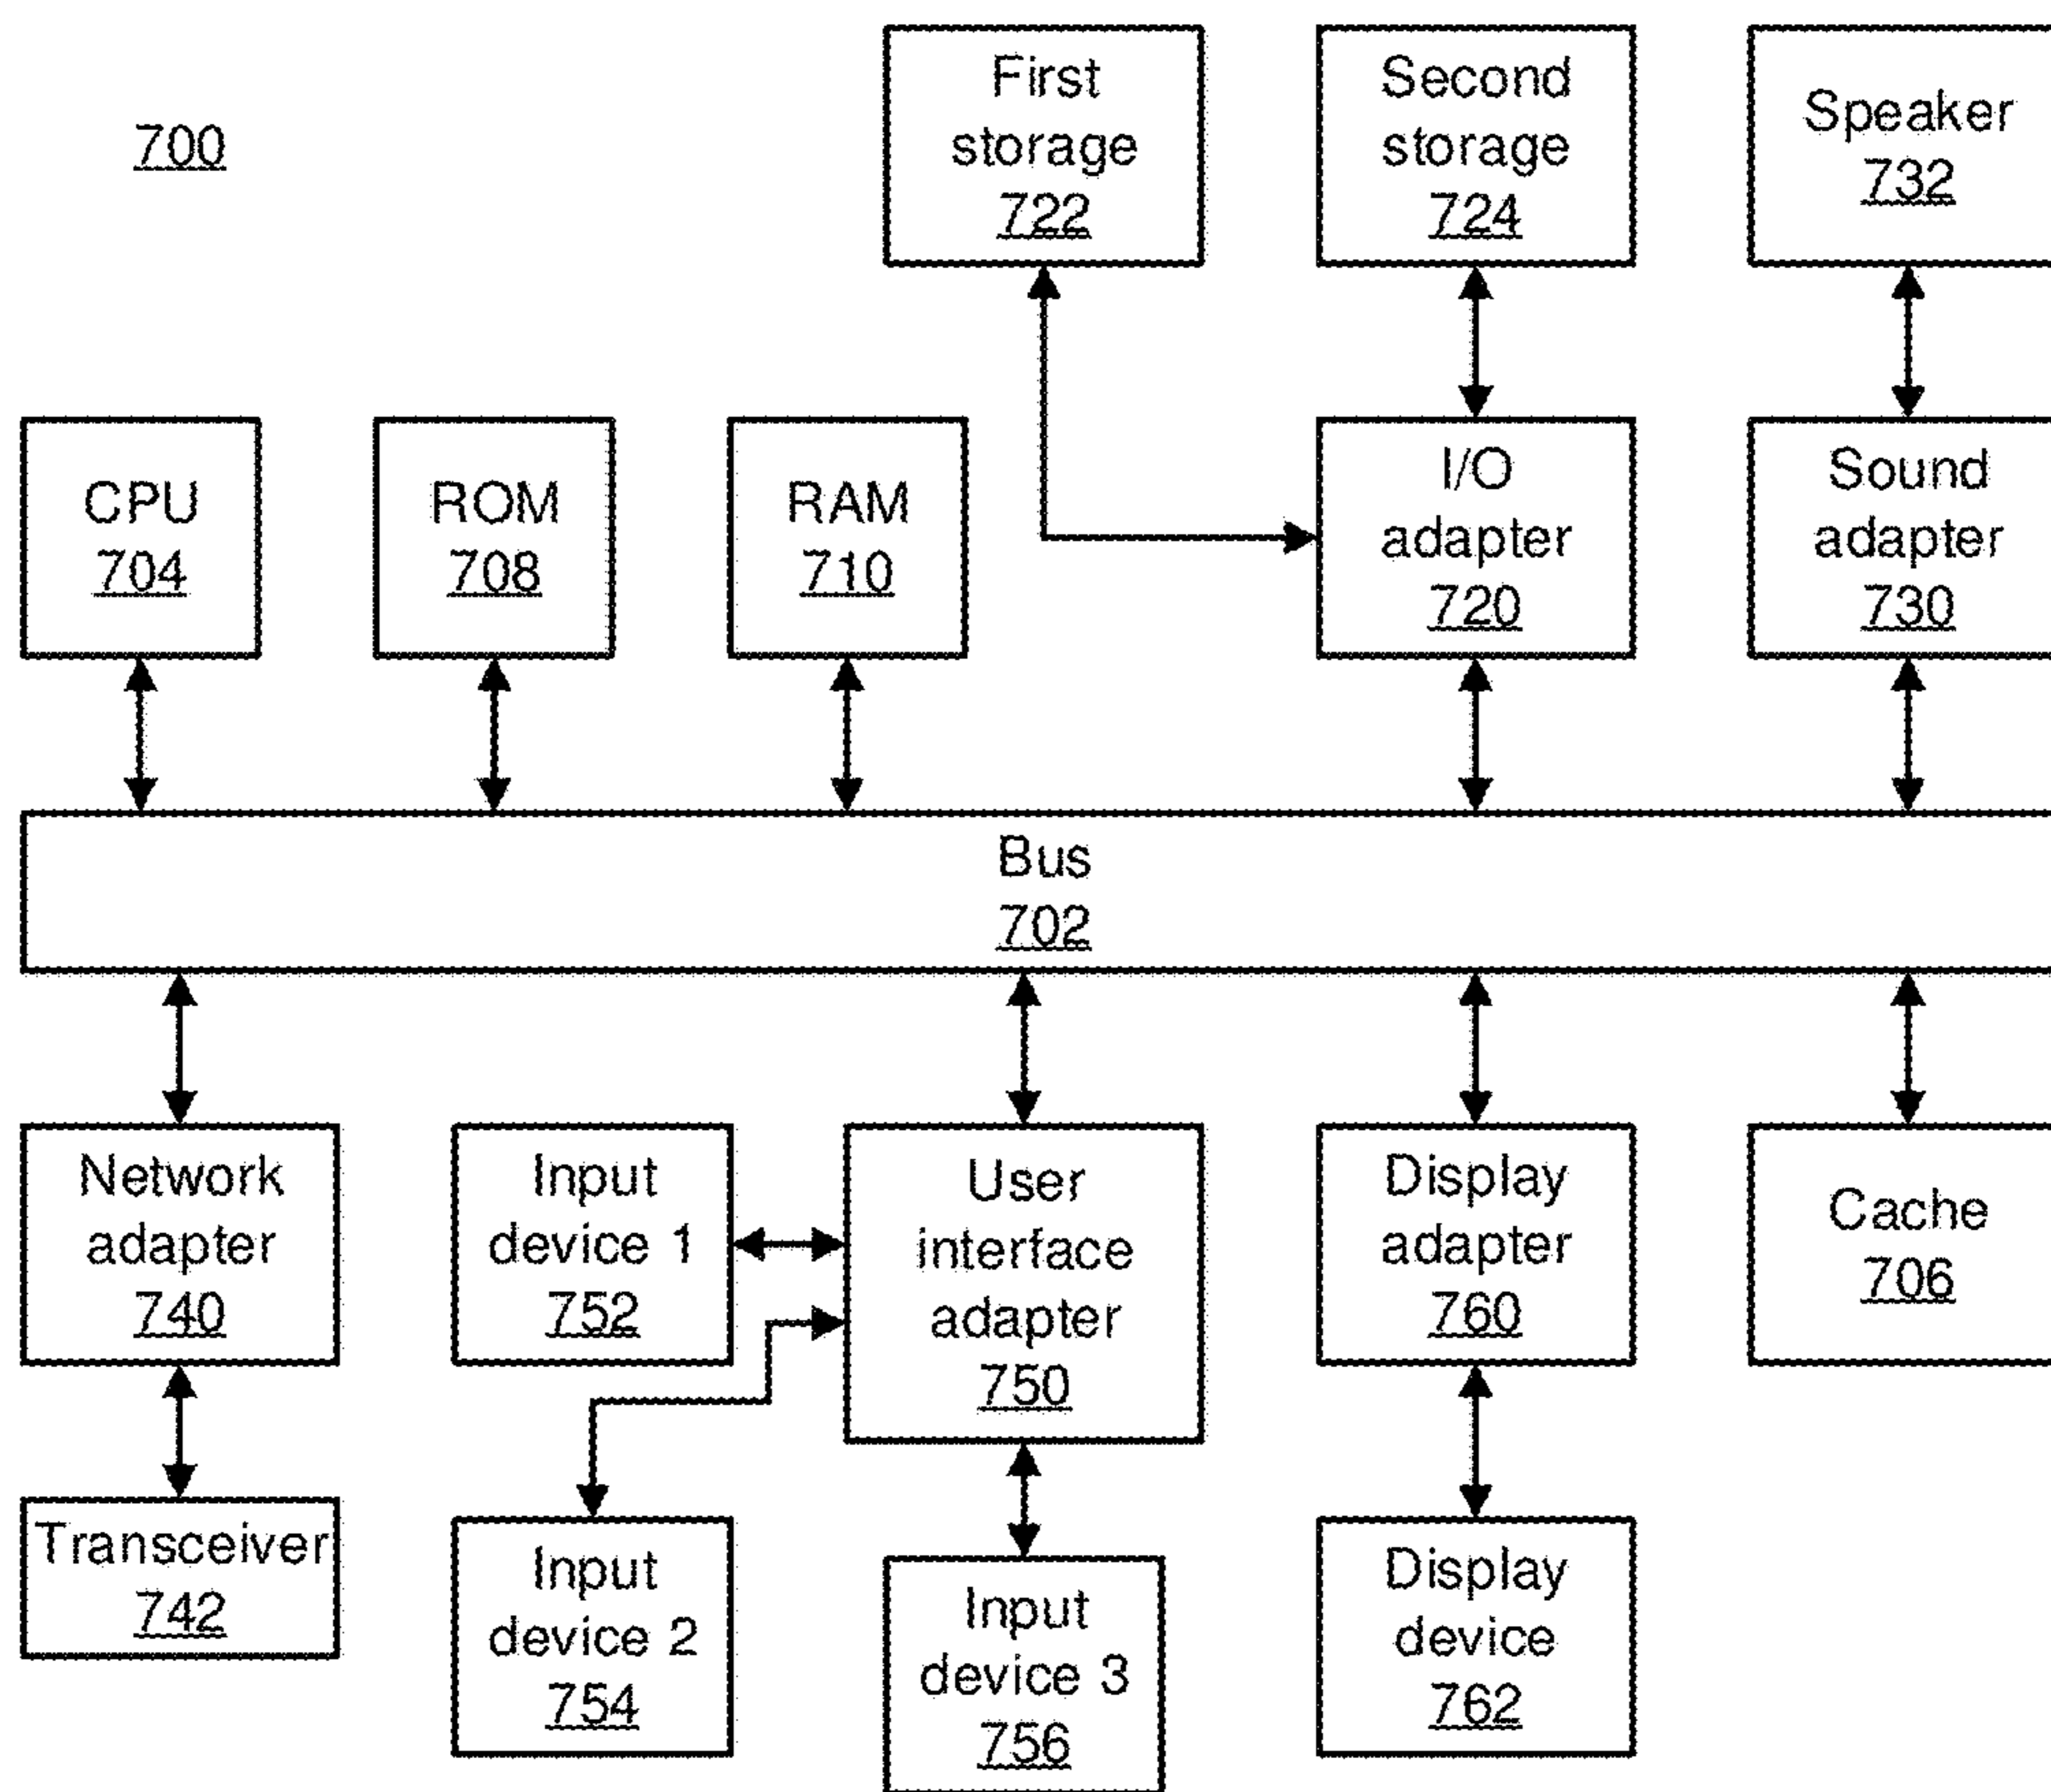 700
First
storage
722
Second
storage
724
Speaker
732
CPU
704
ROM
708
RAM
710
I/O
adapter
720
Sound
adapter
730
Bus
702
Network
adapter
740
Input
device 1
752
User
interface
adapter
750
Display
adapter
760
Cache
706
Transceiver
742
Input
device 2
754
Input
device 3
756
Display
device
762